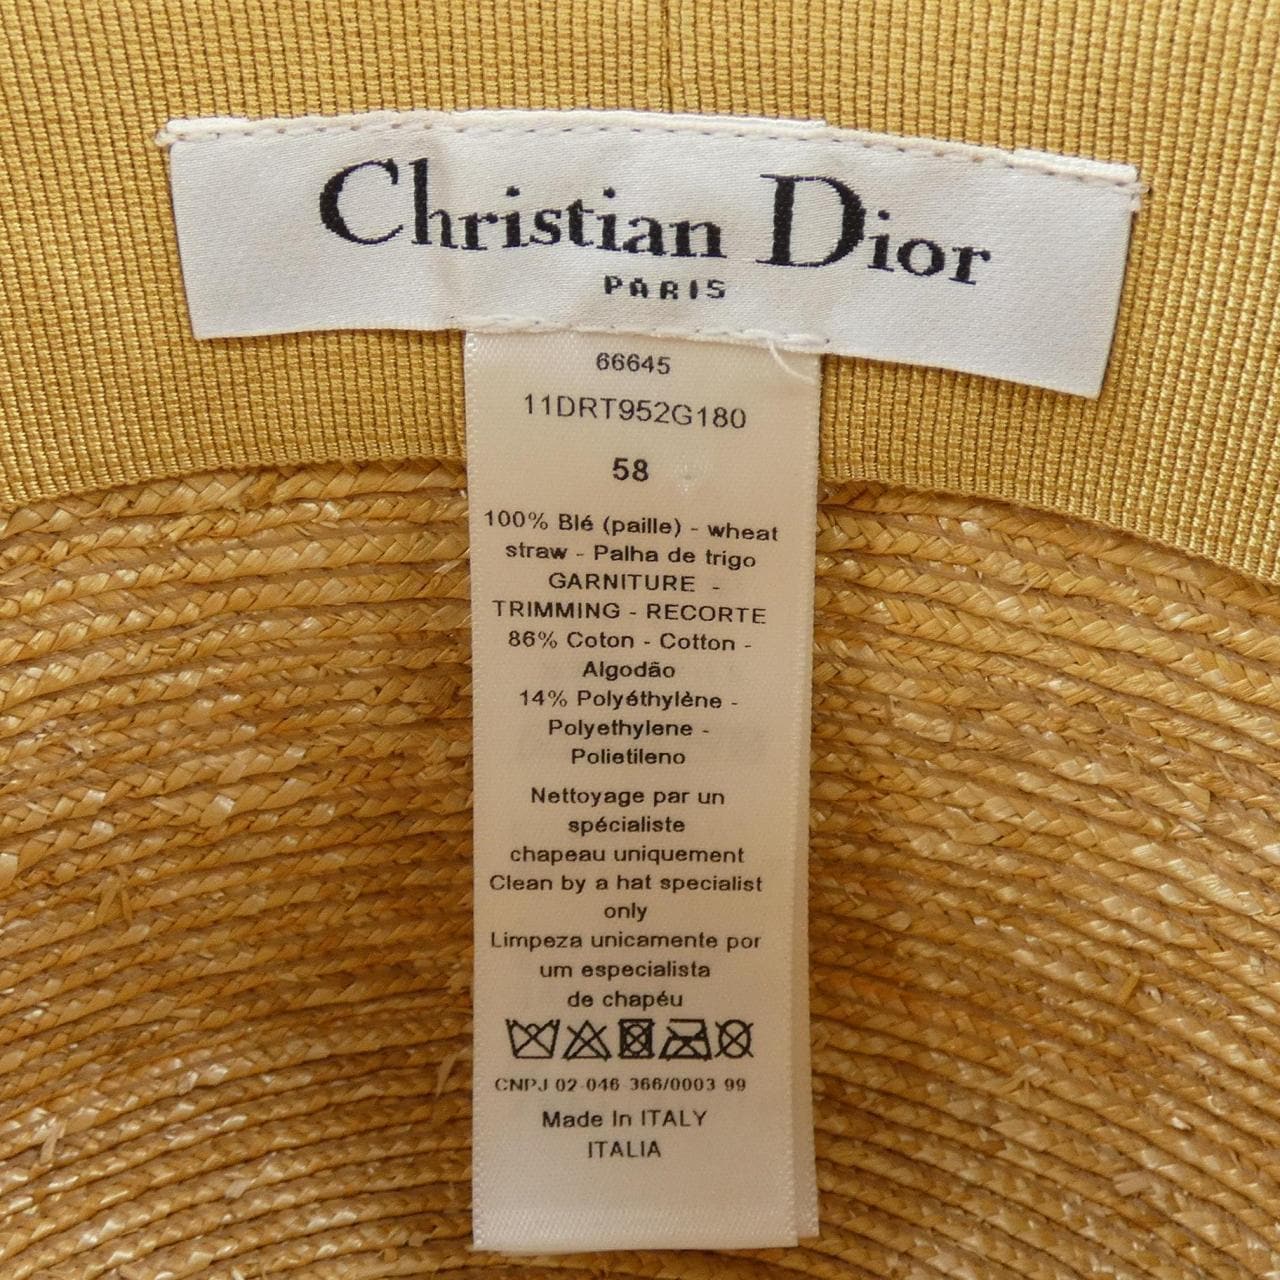 Christian Dior
PARIS
66645
11DRT952G180
58
100% Blé (paille) - wheat
straw - Palha de trigo
GARNITURE -
TRIMMING - RECORTE
86% Coton - Cotton -
Algodão
14% Polyéthylène -
Polyethylene -
Polietileno
Nettoyage par un
spécialiste
chapeau uniquement
Clean by a hat specialist
only
Limpeza unicamente por
um especialista
de chapéu
CNPJ 02-046 366/0003 99
Made In ITALY
ITALIA